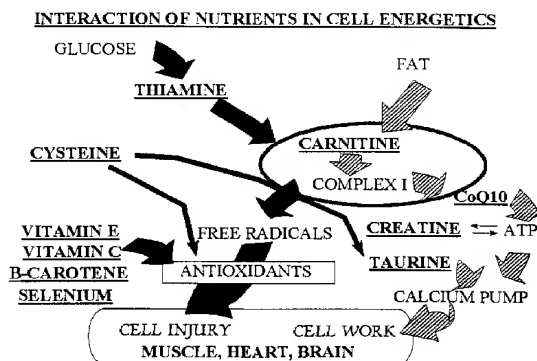 INTERACTION OF NUTRIENTS IN CELL ENERGETICS
GLUCOSE
FAT
THIAMINE
CARNITINE
CYSTEINE
COMPLEX I
CoQ10
CREATINE
ATP
VITAMIN E
FREE RADICALS
VITAMIN C
TAURINE
B-CAROTENE
ANTIOXIDANTS
SELENIUM
CALCIUM PUMP
CELL INJURY
CELL WORK
MUSCLE, HEART, BRAIN